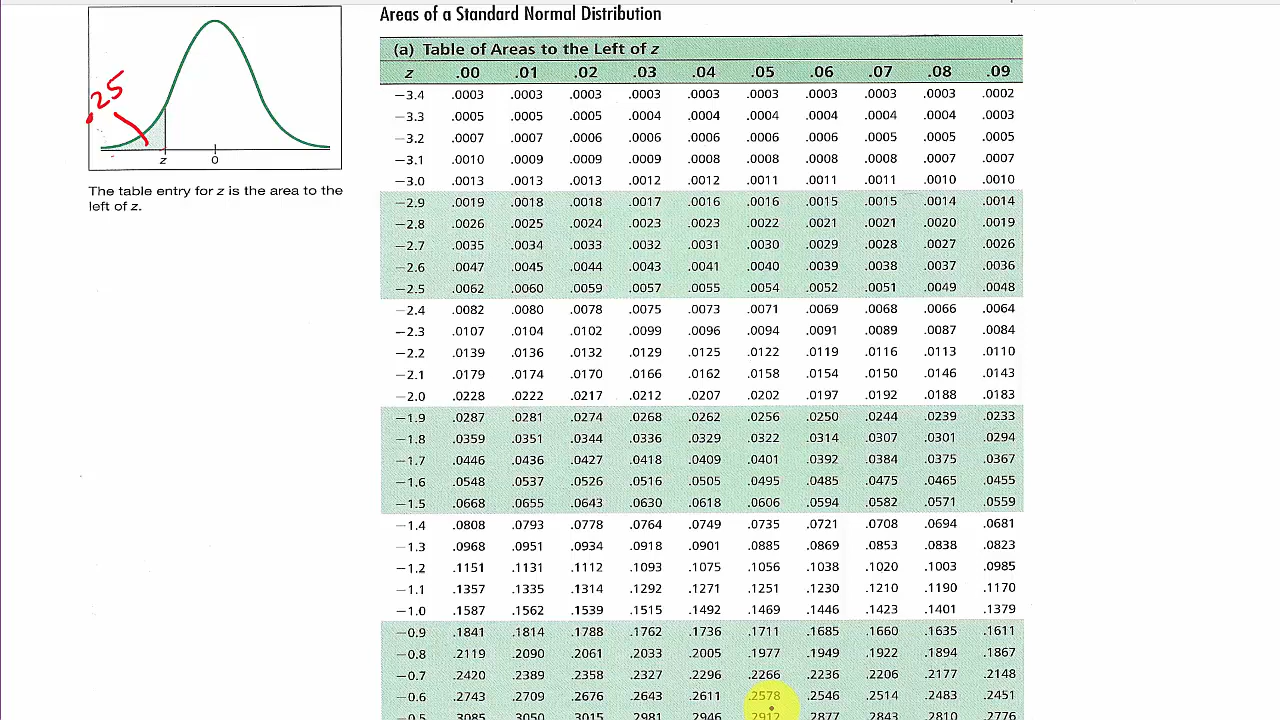 Areas of a Standard Normal Distribution
(a) Table of Areas to the Left of z
z .00 .01 .02 .03 .04 .05 .06 .07 .08 .09
−3.4 .0003 .0003 .0003 .0003 .0003 .0003 .0003 .0003 .0003 .0002
−3.3 .0005 .0005 .0005 .0004 .0004 .0004 .0004 .0004 .0004 .0003
−3.2 .0007 .0007 .0006 .0006 .0006 .0006 .0006 .0005 .0005 .0005
−3.1 .0010 .0009 .0009 .0009 .0008 .0008 .0008 .0008 .0007 .0007
−3.0 .0013 .0013 .0013 .0012 .0012 .0011 .0011 .0011 .0010 .0010
−2.9 .0019 .0018 .0018 .0017 .0016 .0016 .0015 .0015 .0014 .0014
−2.8 .0026 .0025 .0024 .0023 .0023 .0022 .0021 .0021 .0020 .0019
−2.7 .0035 .0034 .0033 .0032 .0031 .0030 .0029 .0028 .0027 .0026
−2.6 .0047 .0045 .0044 .0043 .0041 .0040 .0039 .0038 .0037 .0036
−2.5 .0062 .0060 .0059 .0057 .0055 .0054 .0052 .0051 .0049 .0048
−2.4 .0082 .0080 .0078 .0075 .0073 .0071 .0069 .0068 .0066 .0064
−2.3 .0107 .0104 .0102 .0099 .0096 .0094 .0091 .0089 .0087 .0084
−2.2 .0139 .0136 .0132 .0129 .0125 .0122 .0119 .0116 .0113 .0110
−2.1 .0179 .0174 .0170 .0166 .0162 .0158 .0154 .0150 .0146 .0143
−2.0 .0228 .0222 .0217 .0212 .0207 .0202 .0197 .0192 .0188 .0183
−1.9 .0287 .0281 .0274 .0268 .0262 .0256 .0250 .0244 .0239 .0233
−1.8 .0359 .0351 .0344 .0336 .0329 .0322 .0314 .0307 .0301 .0294
−1.7 .0446 .0436 .0427 .0418 .0409 .0401 .0392 .0384 .0375 .0367
−1.6 .0548 .0537 .0526 .0516 .0505 .0495 .0485 .0475 .0465 .0455
−1.5 .0668 .0655 .0643 .0630 .0618 .0606 .0594 .0582 .0571 .0559
−1.4 .0808 .0793 .0778 .0764 .0749 .0735 .0721 .0708 .0694 .0681
−1.3 .0968 .0951 .0934 .0918 .0901 .0885 .0869 .0853 .0838 .0823
−1.2 .1151 .1131 .1112 .1093 .1075 .1056 .1038 .1020 .1003 .0985
−1.1 .1357 .1335 .1314 .1292 .1271 .1251 .1230 .1210 .1190 .1170
−1.0 .1587 .1562 .1539 .1515 .1492 .1469 .1446 .1423 .1401 .1379
−0.9 .1841 .1814 .1788 .1762 .1736 .1711 .1685 .1660 .1635 .1611
−0.8 .2119 .2090 .2061 .2033 .2005 .1977 .1949 .1922 .1894 .1867
−0.7 .2420 .2389 .2358 .2327 .2296 .2266 .2236 .2206 .2177 .2148
−0.6 .2743 .2709 .2676 .2643 .2611 .2578 .2546 .2514 .2483 .2451
−0.5 .3085 .3050 .3015 .2981 .2946 .2912 .2877 .2843 .2810 .2776
.25
z 0
The table entry for z is the area to the
left of z.